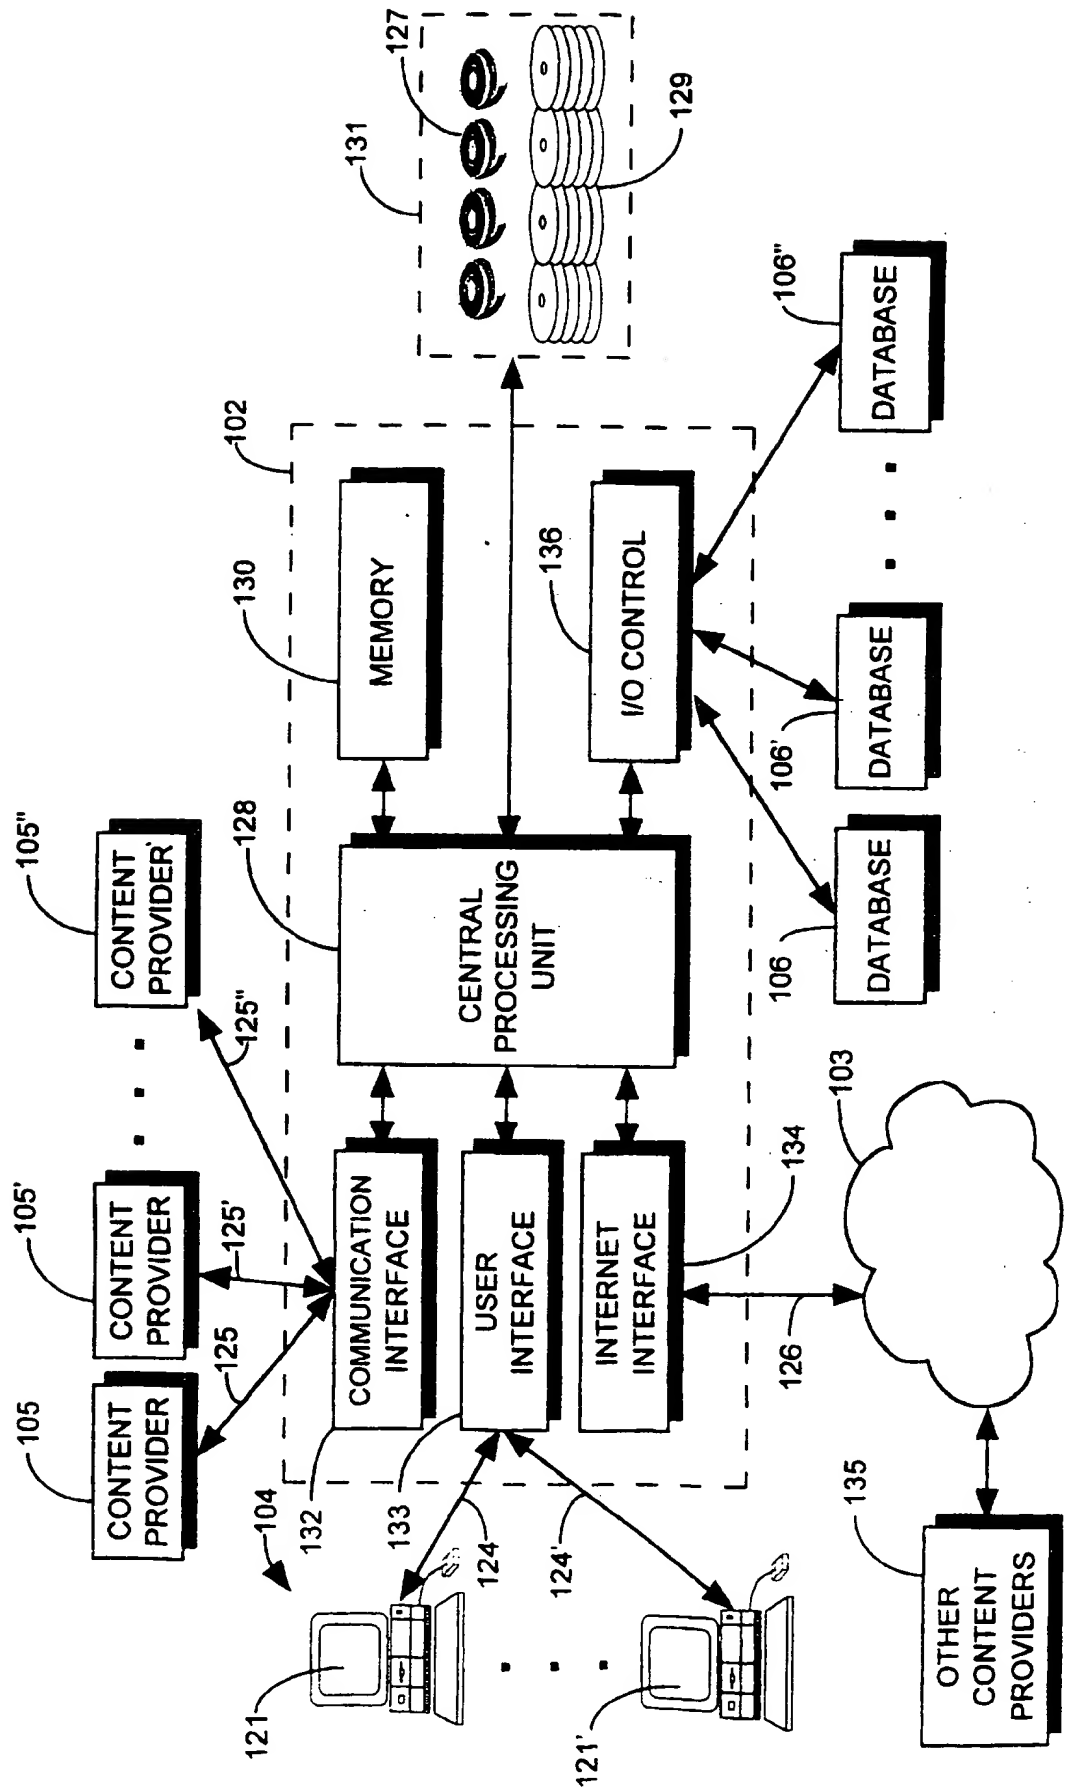 105
CONTENT
PROVIDER
105'
CONTENT
PROVIDER
105"
CONTENT
PROVIDER'
125
125'
125"
104
132
COMMUNICATION
INTERFACE
128
CENTRAL
PROCESSING
UNIT
130
MEMORY
102
131
127
129
121
124
133
USER
INTERFACE
124'
121'
INTERNET
INTERFACE
134
136
I/O CONTROL
126
103
135
OTHER
CONTENT
PROVIDERS
106
DATABASE
106'
DATABASE
106"
DATABASE